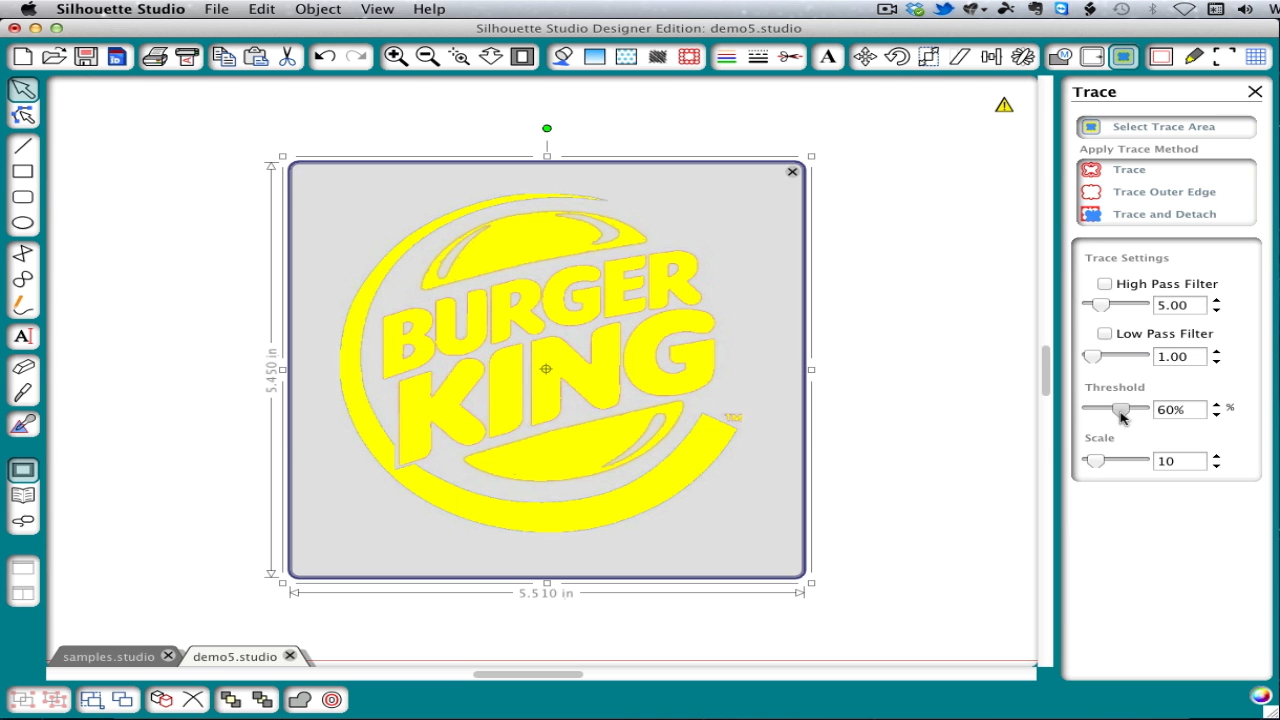 Silhouette Studio File Edit Object View Help W
Silhouette Studio Designer Edition: demo5.studio
Trace
Select Trace Area
Apply Trace Method
Trace
Trace Outer Edge
Trace and Detach
Trace Settings
High Pass Filter
5.00
Low Pass Filter
1.00
Threshold
60% %
Scale
10
BURGER
KING
TM
5.450 in
5.510 in
samples.studio demo5.studio